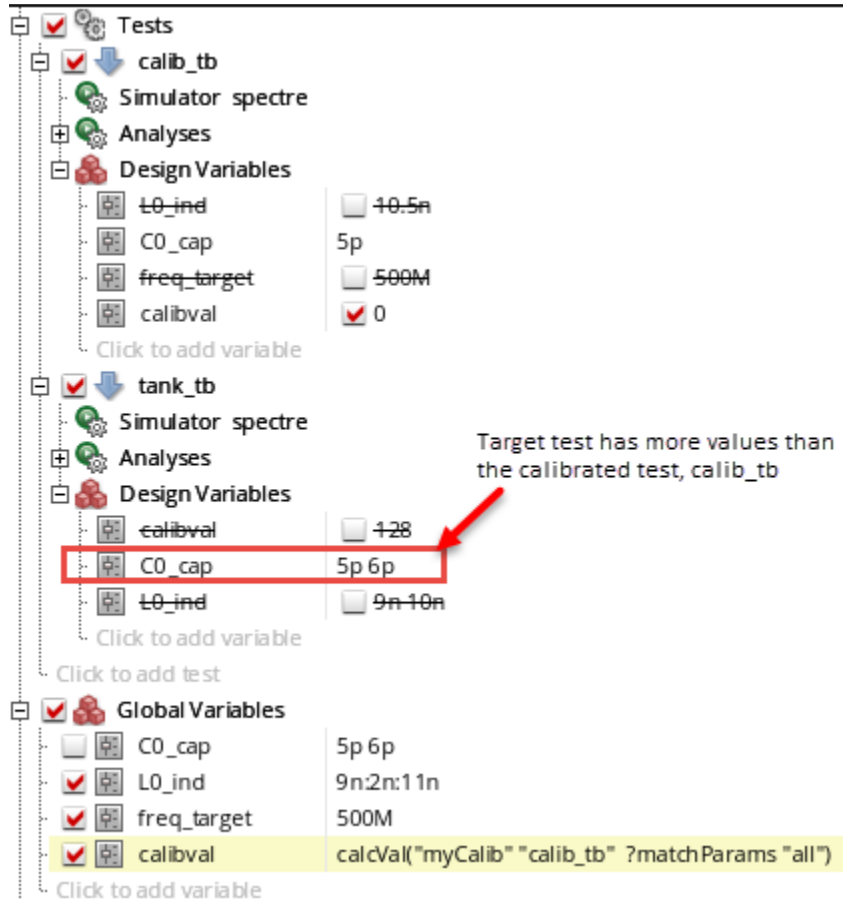 Tests
calib_tb
Simulator spectre
Analyses
Design Variables
L0_ind 10.5n
C0_cap 5p
freq_target 500M
calibval 0
Click to add variable
tank_tb
Simulator spectre
Analyses
Target test has more values than
the calibrated test, calib_tb
Design Variables
calibval 128
C0_cap 5p 6p
L0_ind 9n 10n
Click to add variable
Click to add test
Global Variables
C0_cap 5p 6p
L0_ind 9n:2n:11n
freq_target 500M
calibval calcVal("myCalib" "calib_tb" ?matchParams "all")
Click to add variable